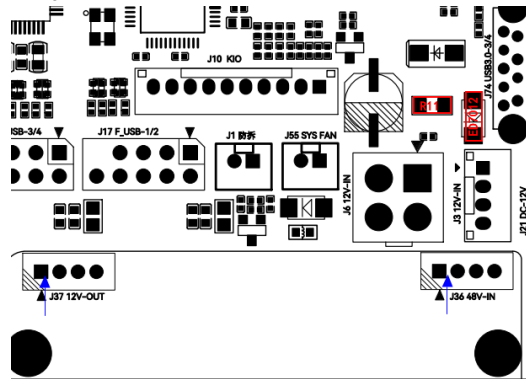 J10 KIO
J74 USB3.0-3/4
R11
USB-3/4
J17 F_USB-1/2
J1 防拆
J55 SYS FAN
J6 12V-IN
J3 12V-IN
J21 DC-12V
J37 12V-OUT
J36 48V-IN